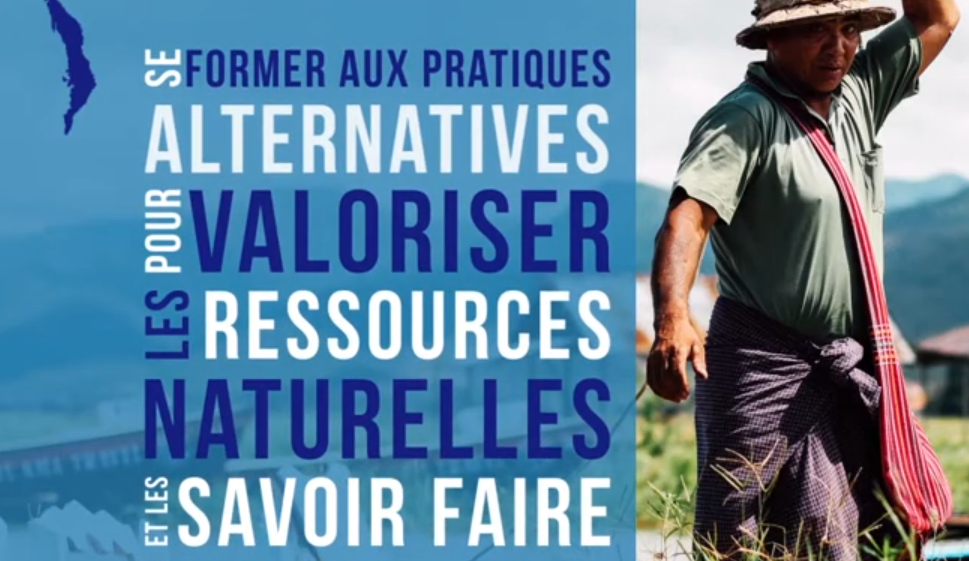 SE FORMER AUX PRATIQUES
ALTERNATIVES
POUR VALORISER
LES RESSOURCES
NATURELLES
ET LES SAVOIR FAIRE